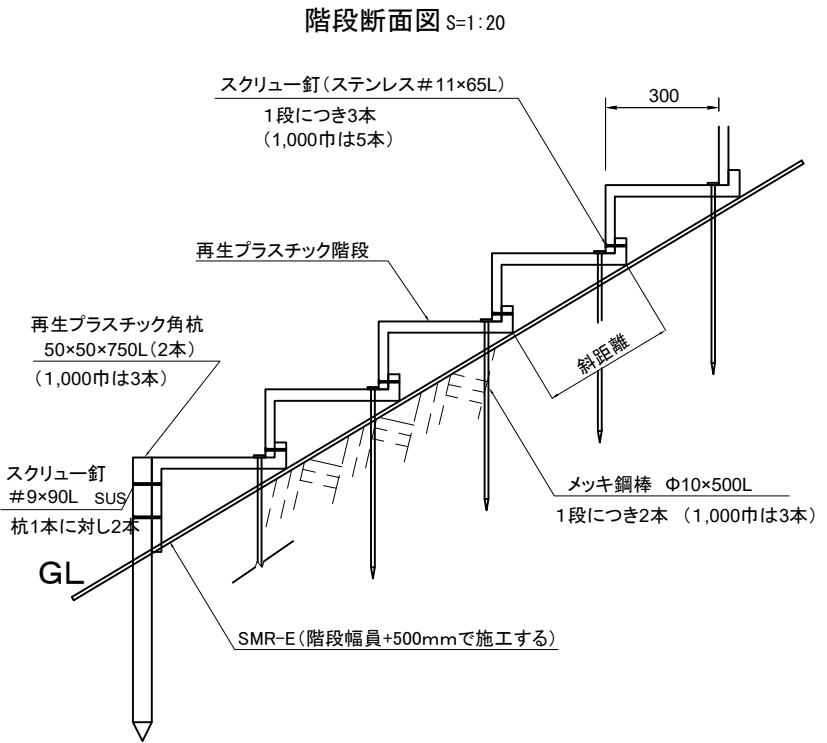 階段断面図 S=1:20
スクリュー釘(ステンレス#11×65L)
1段につき3本
(1,000巾は5本)
300
再生プラスチック階段
再生プラスチック角杭
50×50×750L(2本)
(1,000巾は3本)
斜距離
スクリュー釘
#9×90L SUS
杭1本に対し2本
メッキ鋼棒 Φ10×500L
1段につき2本 (1,000巾は3本)
GL
SMR-E(階段幅員+500mmで施工する)